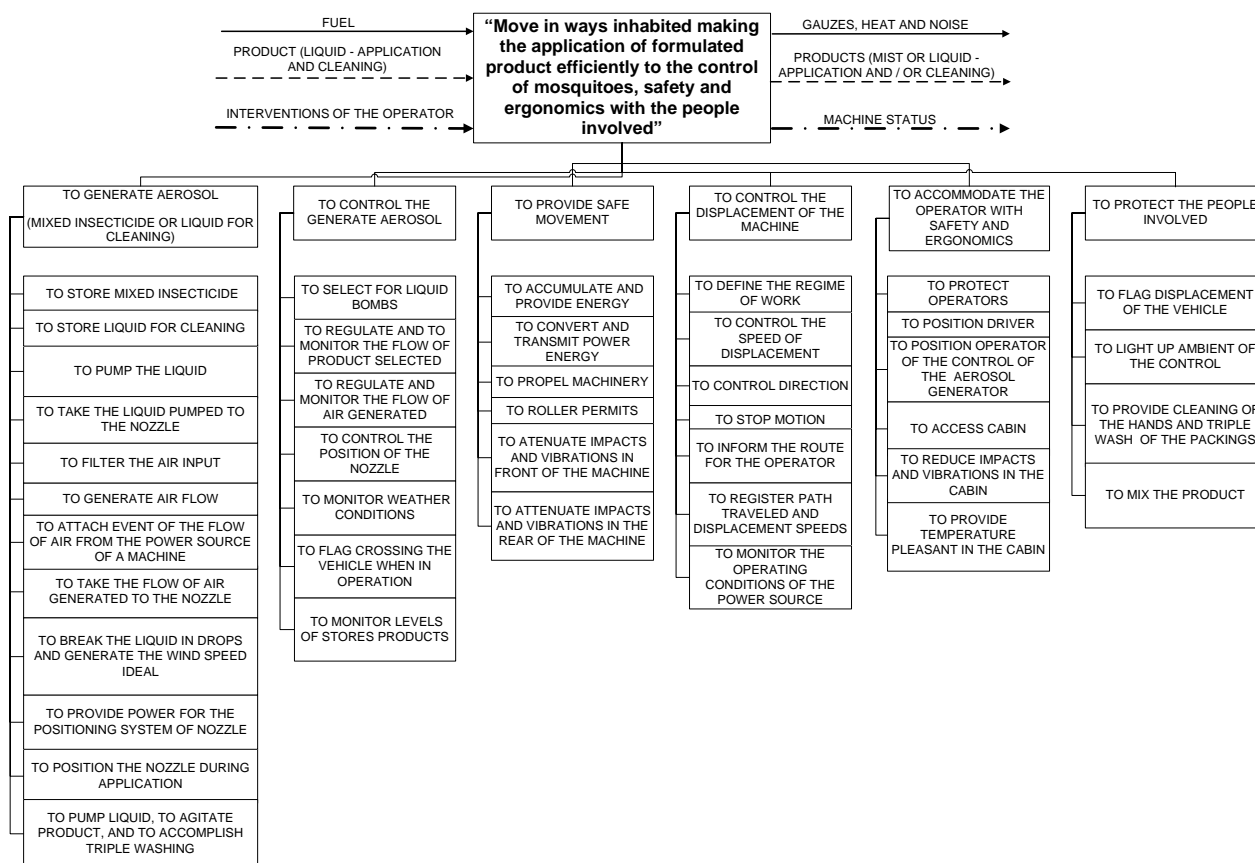 FUEL
PRODUCT (LIQUID - APPLICATION
AND CLEANING)
INTERVENTIONS OF THE OPERATOR
“Move in ways inhabited making
the application of formulated
product efficiently to the control
of mosquitoes, safety and
ergonomics with the people
involved”
GAUZES, HEAT AND NOISE
PRODUCTS (MIST OR LIQUID -
APPLICATION AND / OR CLEANING)
MACHINE STATUS
TO GENERATE AEROSOL
(MIXED INSECTICIDE OR LIQUID FOR
CLEANING)
TO STORE MIXED INSECTICIDE
TO STORE LIQUID FOR CLEANING
TO PUMP THE LIQUID
TO TAKE THE LIQUID PUMPED TO
THE NOZZLE
TO FILTER THE AIR INPUT
TO GENERATE AIR FLOW
TO ATTACH EVENT OF THE FLOW
OF AIR FROM THE POWER SOURCE
OF A MACHINE
TO TAKE THE FLOW OF AIR
GENERATED TO THE NOZZLE
TO BREAK THE LIQUID IN DROPS
AND GENERATE THE WIND SPEED
IDEAL
TO PROVIDE POWER FOR THE
POSITIONING SYSTEM OF NOZZLE
TO POSITION THE NOZZLE DURING
APPLICATION
TO PUMP LIQUID, TO AGITATE
PRODUCT, AND TO ACCOMPLISH
TRIPLE WASHING
TO CONTROL THE
GENERATE AEROSOL
TO SELECT FOR LIQUID
BOMBS
TO REGULATE AND TO
MONITOR THE FLOW OF
PRODUCT SELECTED
TO REGULATE AND
MONITOR THE FLOW OF
AIR GENERATED
TO CONTROL THE
POSITION OF THE
NOZZLE
TO MONITOR WEATHER
CONDITIONS
TO FLAG CROSSING THE
VEHICLE WHEN IN
OPERATION
TO MONITOR LEVELS
OF STORES PRODUCTS
TO PROVIDE SAFE
MOVEMENT
TO ACCUMULATE AND
PROVIDE ENERGY
TO CONVERT AND
TRANSMIT POWER
ENERGY
TO PROPEL MACHINERY
TO ROLLER PERMITS
TO ATENUATE IMPACTS
AND VIBRATIONS IN
FRONT OF THE MACHINE
TO ATTENUATE IMPACTS
AND VIBRATIONS IN THE
REAR OF THE MACHINE
TO CONTROL THE
DISPLACEMENT OF THE
MACHINE
TO DEFINE THE REGIME
OF WORK
TO CONTROL THE
SPEED OF
DISPLACEMENT
TO CONTROL DIRECTION
TO STOP MOTION
TO INFORM THE ROUTE
FOR THE OPERATOR
TO REGISTER PATH
TRAVELED AND
DISPLACEMENT SPEEDS
TO MONITOR THE
OPERATING
CONDITIONS OF THE
POWER SOURCE
TO ACCOMMODATE THE
OPERATOR WITH
SAFETY AND
ERGONOMICS
TO PROTECT
OPERATORS
TO POSITION DRIVER
TO POSITION OPERATOR
OF THE CONTROL OF
THE AEROSOL
GENERATOR
TO ACCESS CABIN
TO REDUCE IMPACTS
AND VIBRATIONS IN THE
CABIN
TO PROVIDE
TEMPERATURE
PLEASANT IN THE CABIN
TO PROTECT THE PEOPLE
INVOLVED
TO FLAG DISPLACEMENT
OF THE VEHICLE
TO LIGHT UP AMBIENT OF
THE CONTROL
TO PROVIDE CLEANING OF
THE HANDS AND TRIPLE
WASH OF THE PACKINGS
TO MIX THE PRODUCT